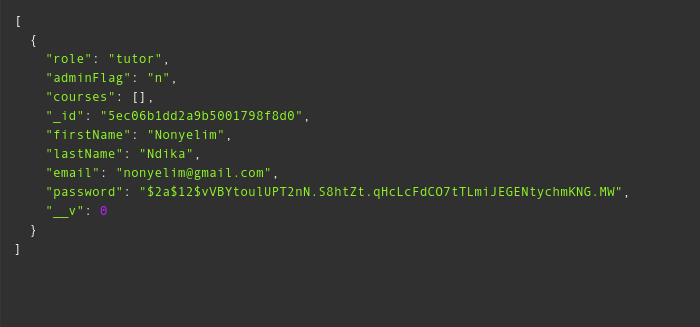 [
{
"role": "tutor",
"adminFlag": "n",
"courses": [],
"_id": "5ec06b1dd2a9b5001798f8d0",
"firstName": "Nonyelim",
"lastName": "Ndika",
"email": "nonyelim@gmail.com",
"password": "$2a$12$vVBYtoulUPT2nN.S8htZt.qHcLcFdCO7tTLmiJEGENtychmKNG.MW",
"__v": 0
}
]